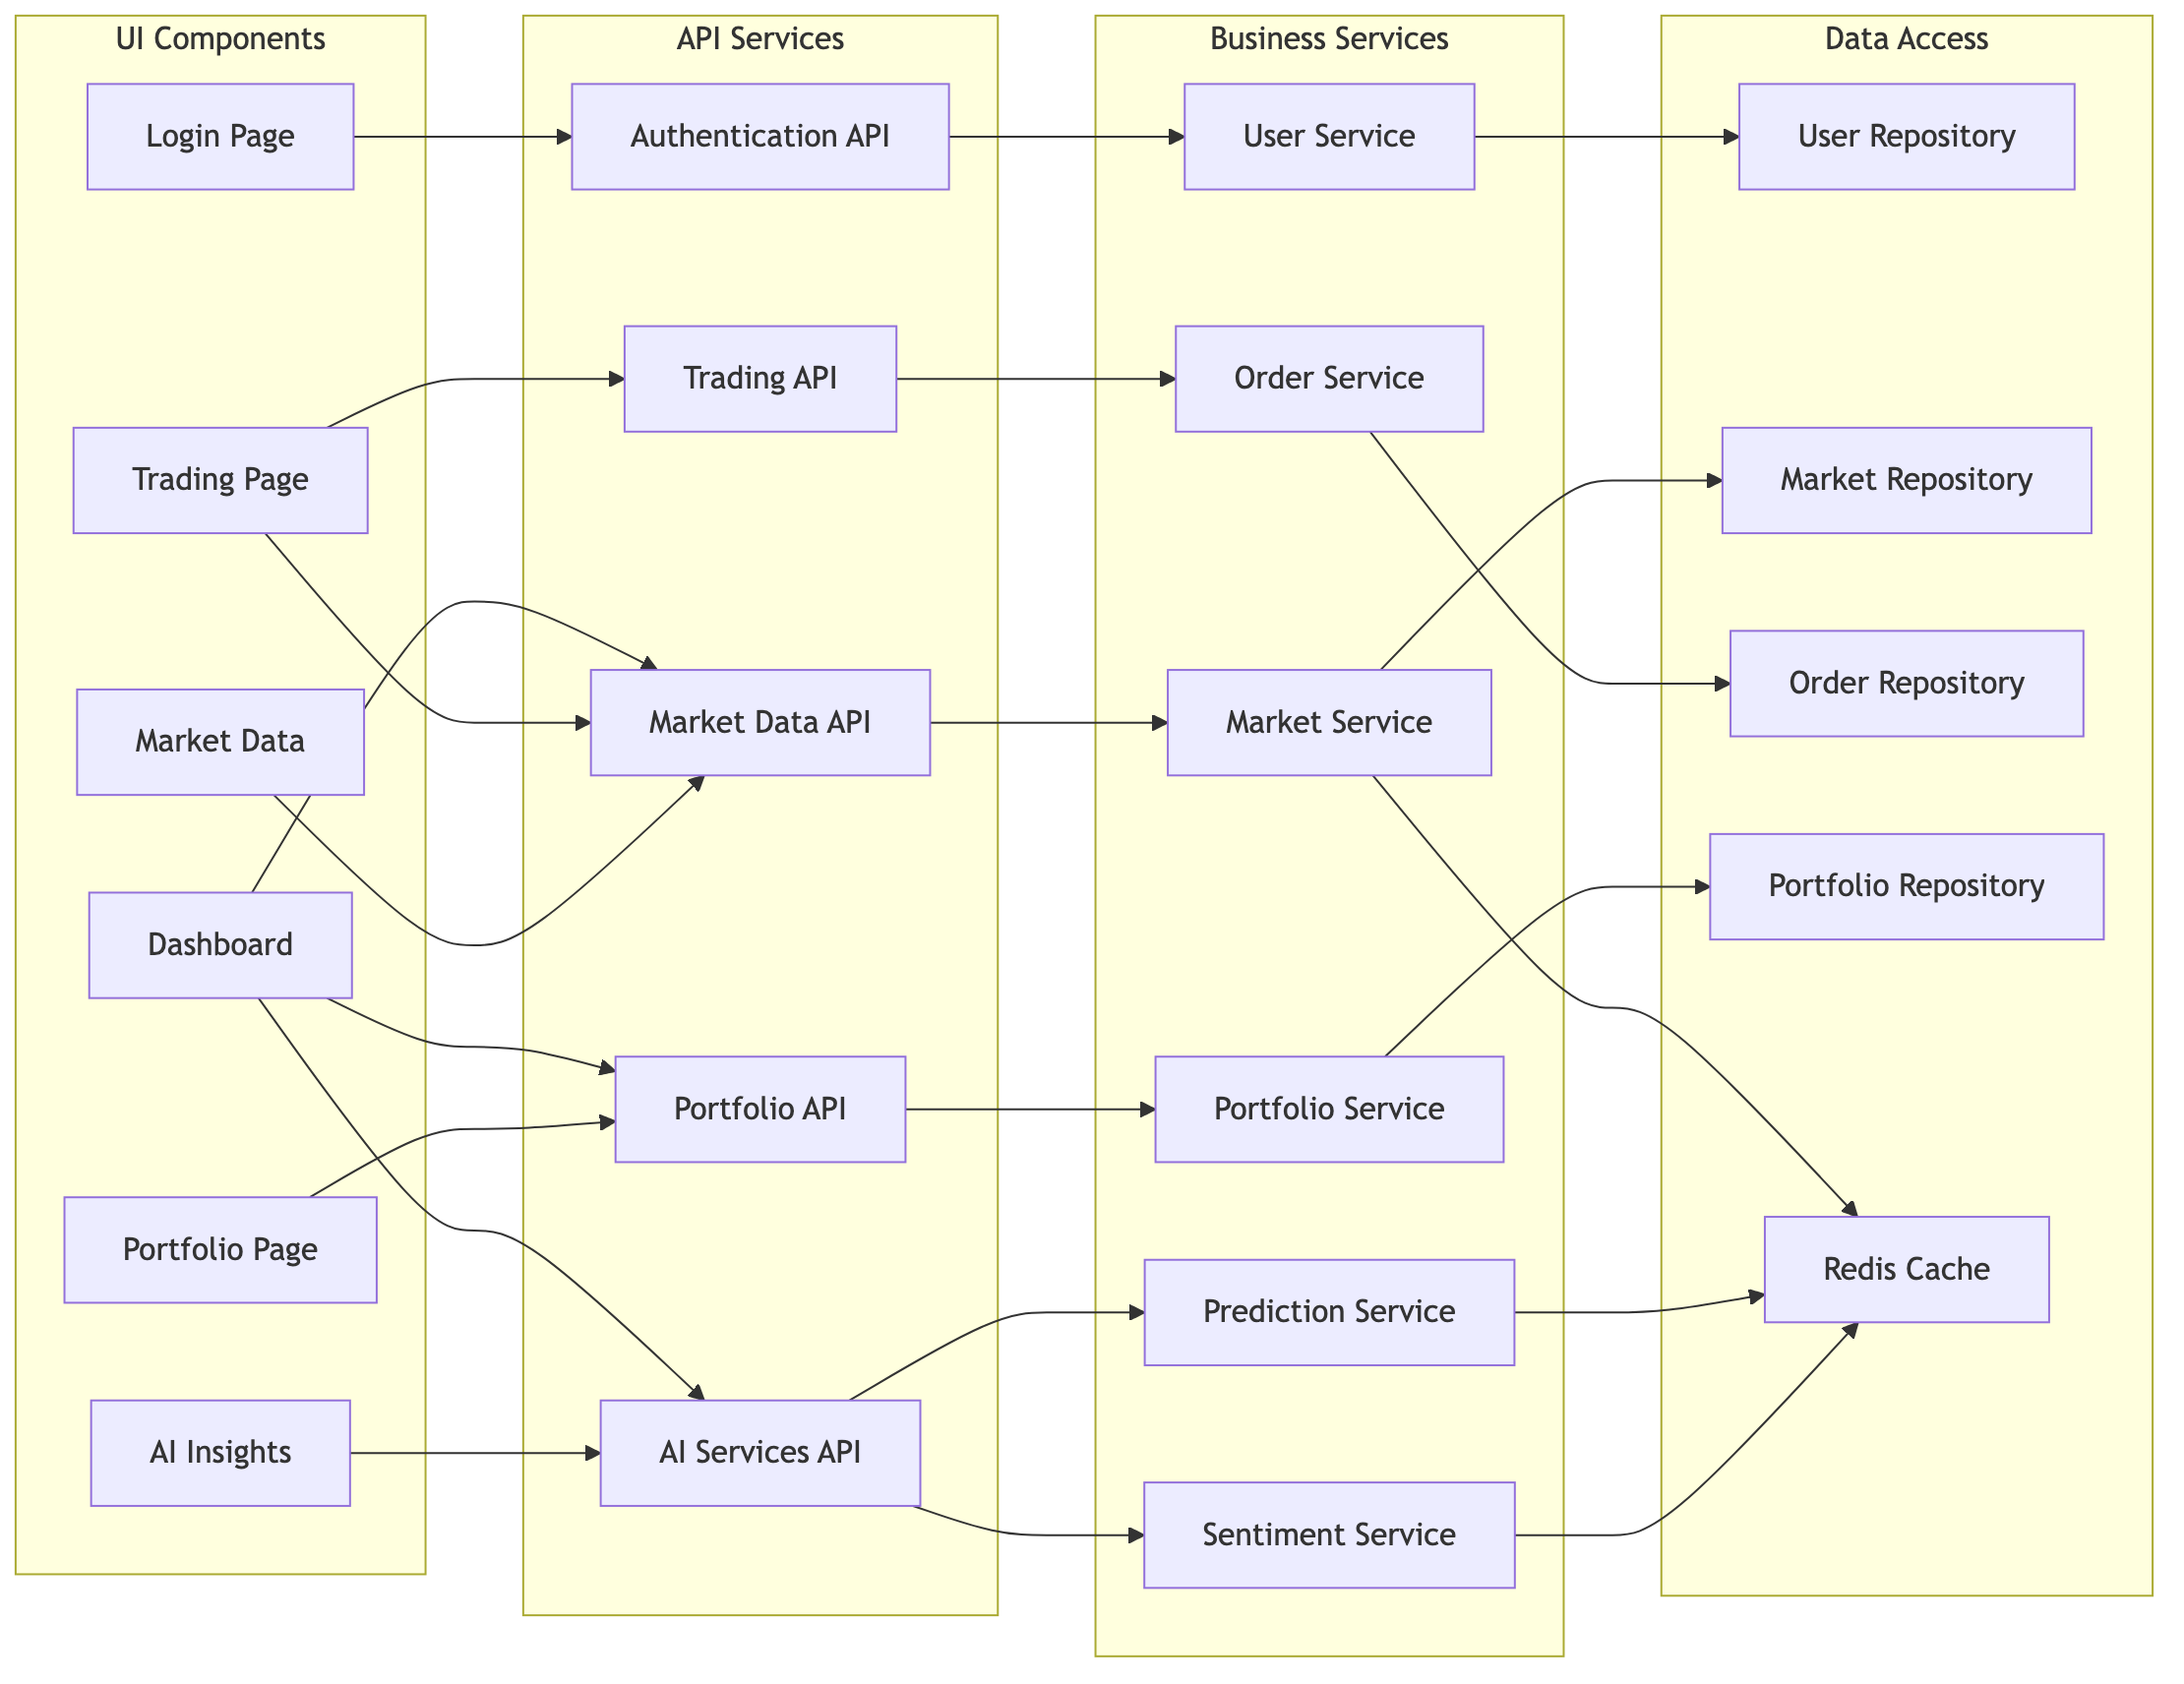 UI Components
Login Page
Trading Page
Market Data
Dashboard
Portfolio Page
AI Insights
API Services
Authentication API
Trading API
Market Data API
Portfolio API
AI Services API
Business Services
User Service
Order Service
Market Service
Portfolio Service
Prediction Service
Sentiment Service
Data Access
User Repository
Market Repository
Order Repository
Portfolio Repository
Redis Cache